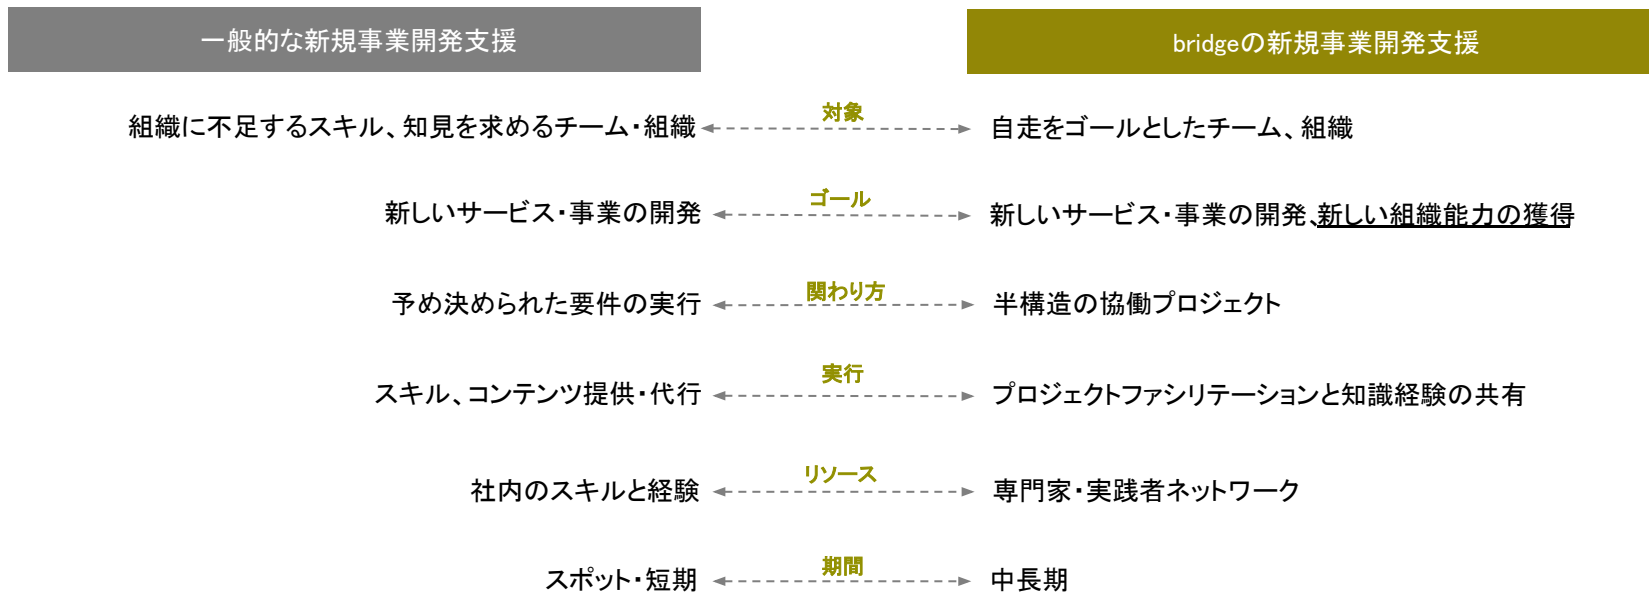 一般的な新規事業開発支援
bridgeの新規事業開発支援
組織に不足するスキル、知見を求めるチーム・組織
対象
自走をゴールとしたチーム、組織
新しいサービス・事業の開発
ゴール
新しいサービス・事業の開発、新しい組織能力の獲得
予め決められた要件の実行
関わり方
半構造の協働プロジェクト
スキル、コンテンツ提供・代行
実行
プロジェクトファシリテーションと知識経験の共有
社内のスキルと経験
リソース
専門家・実践者ネットワーク
スポット・短期
期間
中長期